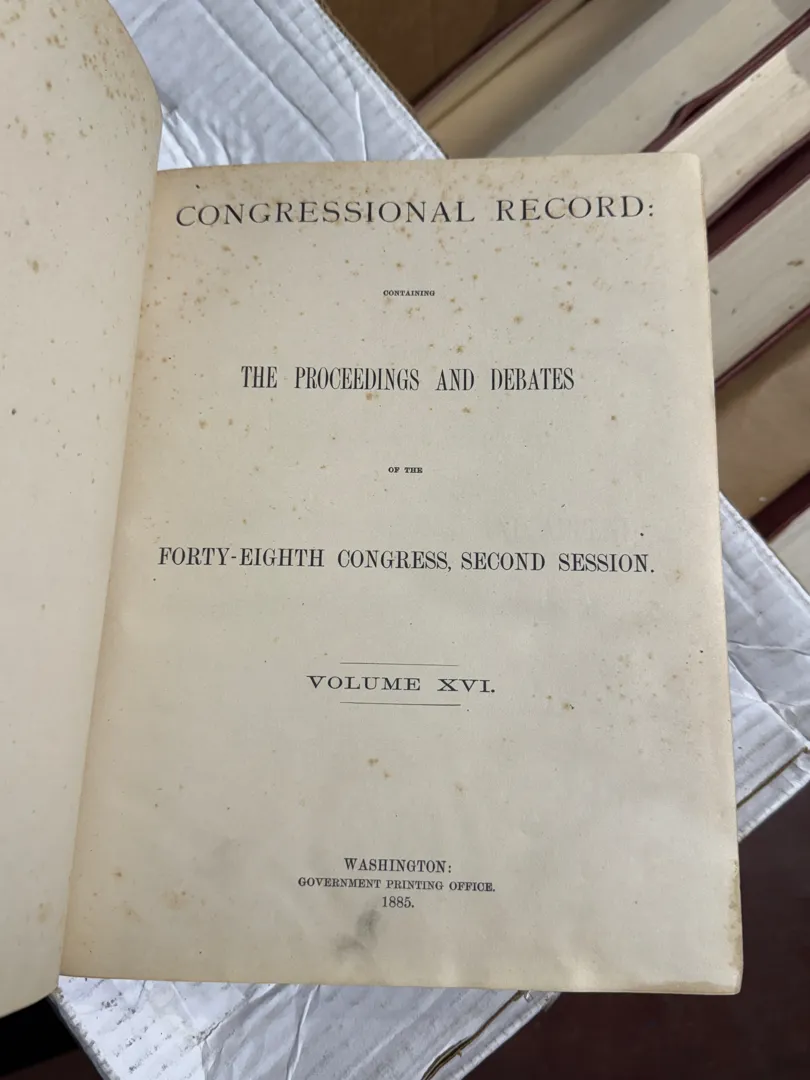 CONGRESSIONAL RECORD:
CONTAINING
THE PROCEEDINGS AND DEBATES
OF THE
FORTY-EIGHTH CONGRESS, SECOND SESSION.
VOLUME XVI.
WASHINGTON:
GOVERNMENT PRINTING OFFICE.
1885.